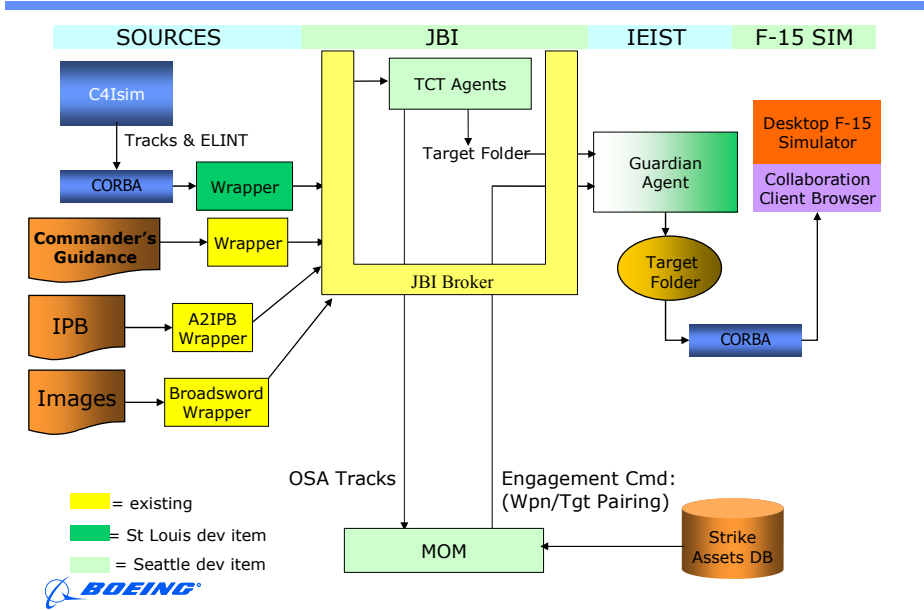 SOURCES
JBI
IEIST
F-15 SIM
C4Isim
TCT Agents
Tracks & ELINT
Target Folder
CORBA
Wrapper
Guardian
Agent
Desktop F-15
Simulator
Collaboration
Client Browser
Commander's
Guidance
Wrapper
JBI Broker
Target
Folder
IPB
A2IPB
Wrapper
CORBA
Images
Broadsword
Wrapper
OSA Tracks
Engagement Cmd:
(Wpn/Tgt Pairing)
= existing
= St Louis dev item
= Seattle dev item
MOM
Strike
Assets DB
BOEING®